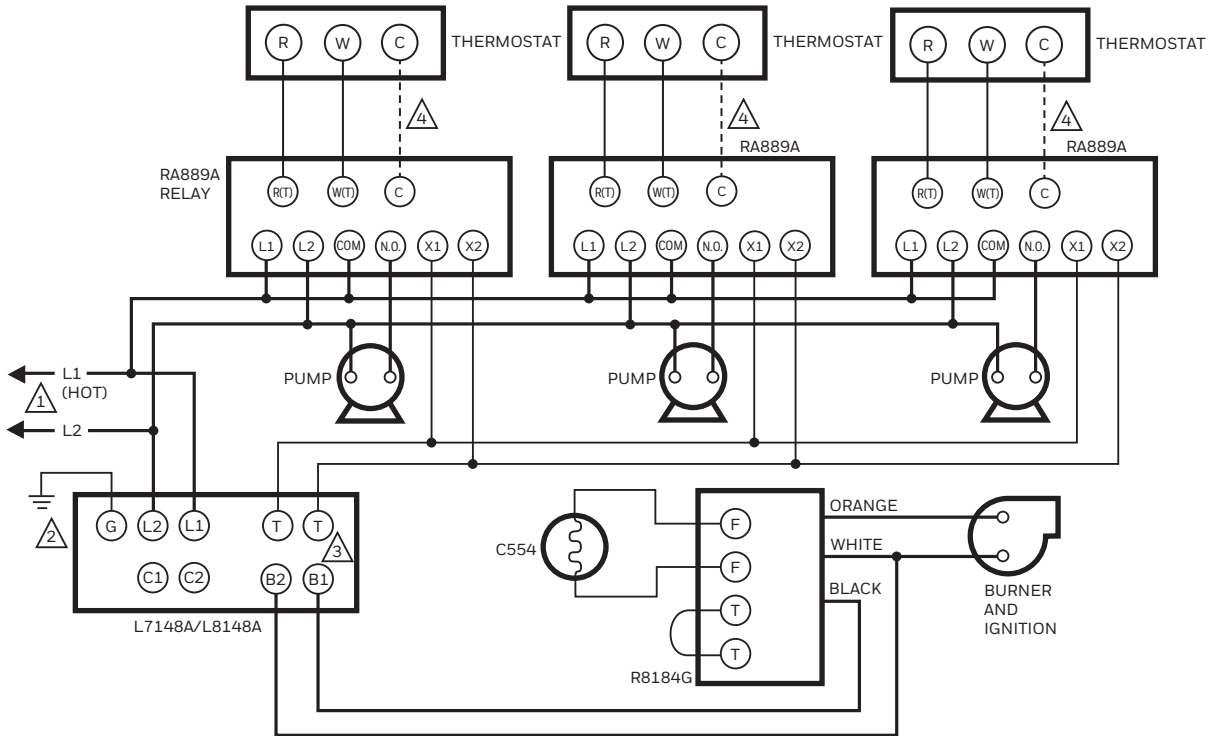 R W C THERMOSTAT R W C THERMOSTAT R W C THERMOSTAT
4 4 4
RA889A
RELAY
RA889A
RA889A
R(T) W(T) C R(T) W(T) C R(T) W(T) C
L1 L2 COM N.O. X1 X2 L1 L2 COM N.O. X1 X2 L1 L2 COM N.O. X1 X2
L1
(HOT)
1
PUMP PUMP PUMP
L2
2
G L2 L1 T T
3
C1 C2 B2 B1
L7148A/L8148A
C554
F
F
T
T
R8184G
ORANGE
WHITE
BLACK
BURNER
AND
IGNITION